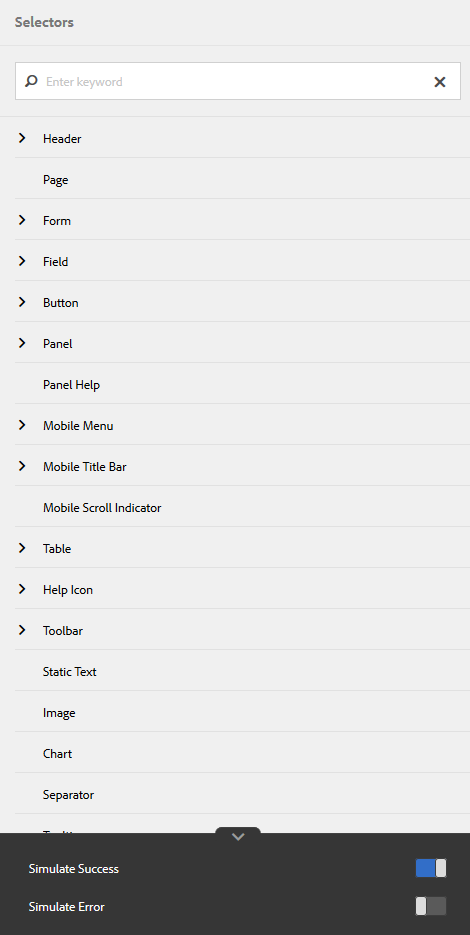 Selectors
Enter keyword
Header
Page
Form
Field
Button
Panel
Panel Help
Mobile Menu
Mobile Title Bar
Mobile Scroll Indicator
Table
Help Icon
Toolbar
Static Text
Image
Chart
Separator
Simulate Success
Simulate Error